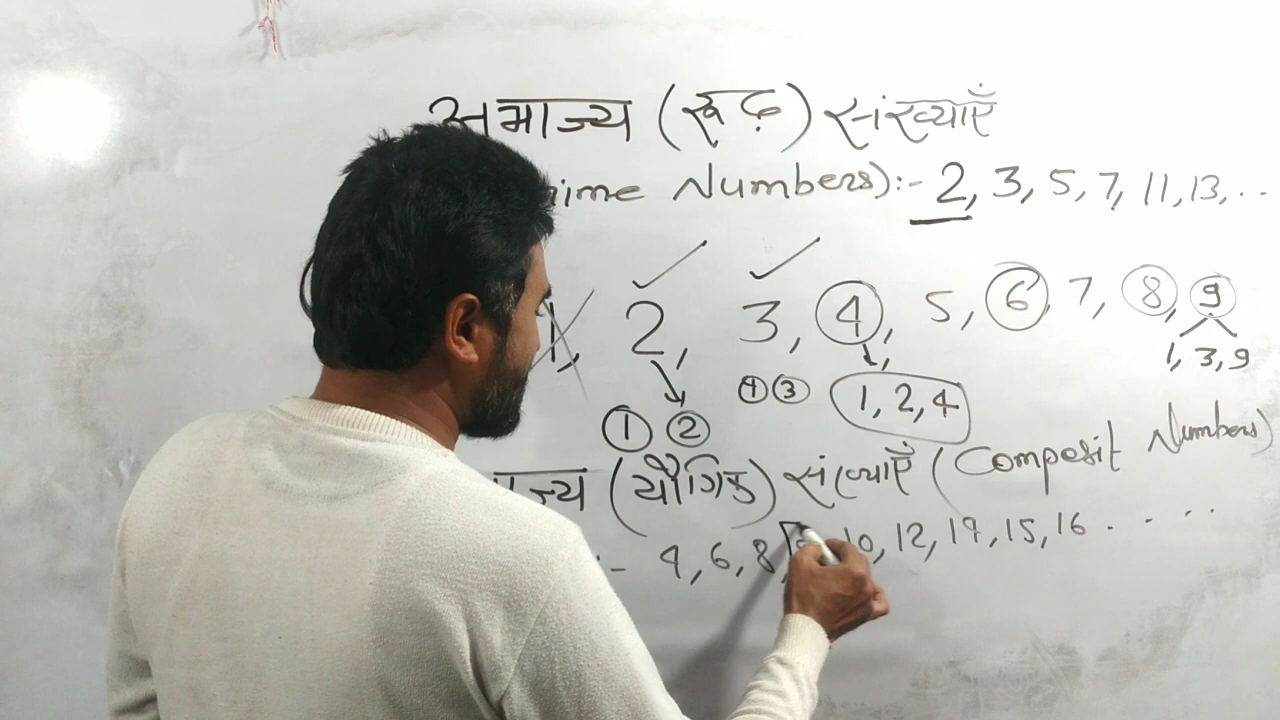 अभाज्य (रूढ़) संख्याएँ
ime Numbers):- 2, 3, 5, 7, 11, 13, ..
1, 2, 3, 4, 5, 6, 7, 8, 9
1, 3, 9
1 2 1 3 1, 2, 4
ाज्य (यौगिक) संख्याएँ (Composit Numbers)
:- 4, 6, 8, 10, 12, 14, 15, 16 . . . .